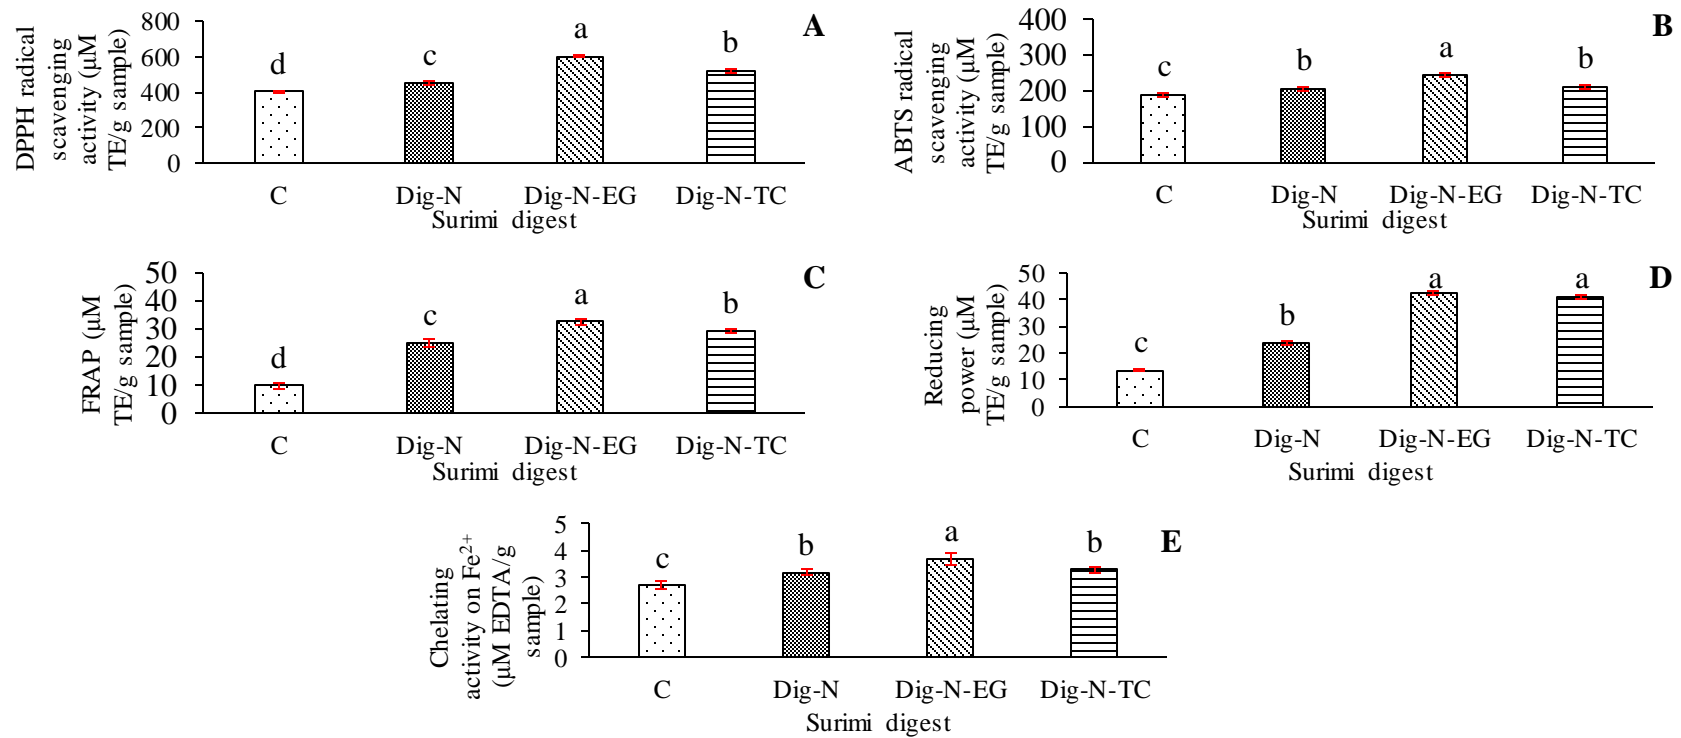 A
DPPH radical
scavenging
activity (μM
TE/g sample)
800
600
400
200
0
d
c
a
b
C Dig-N Dig-N-EG Dig-N-TC
Surimi digest
B
ABTS radical
scavenging
activity (μM
TE/g sample)
400
300
200
100
0
c
b
a
b
C Dig-N Dig-N-EG Dig-N-TC
Surimi digest
C
FRAP (μM
TE/g sample)
50
40
30
20
10
0
d
c
a
b
C Dig-N Dig-N-EG Dig-N-TC
Surimi digest
D
Reducing
power (μM
TE/g sample)
50
40
30
20
10
0
c
b
a
a
C Dig-N Dig-N-EG Dig-N-TC
Surimi digest
E
Chelating
activity on Fe²⁺
(μM EDTA/g
sample)
5
4
3
2
1
0
c
b
a
b
C Dig-N Dig-N-EG Dig-N-TC
Surimi digest